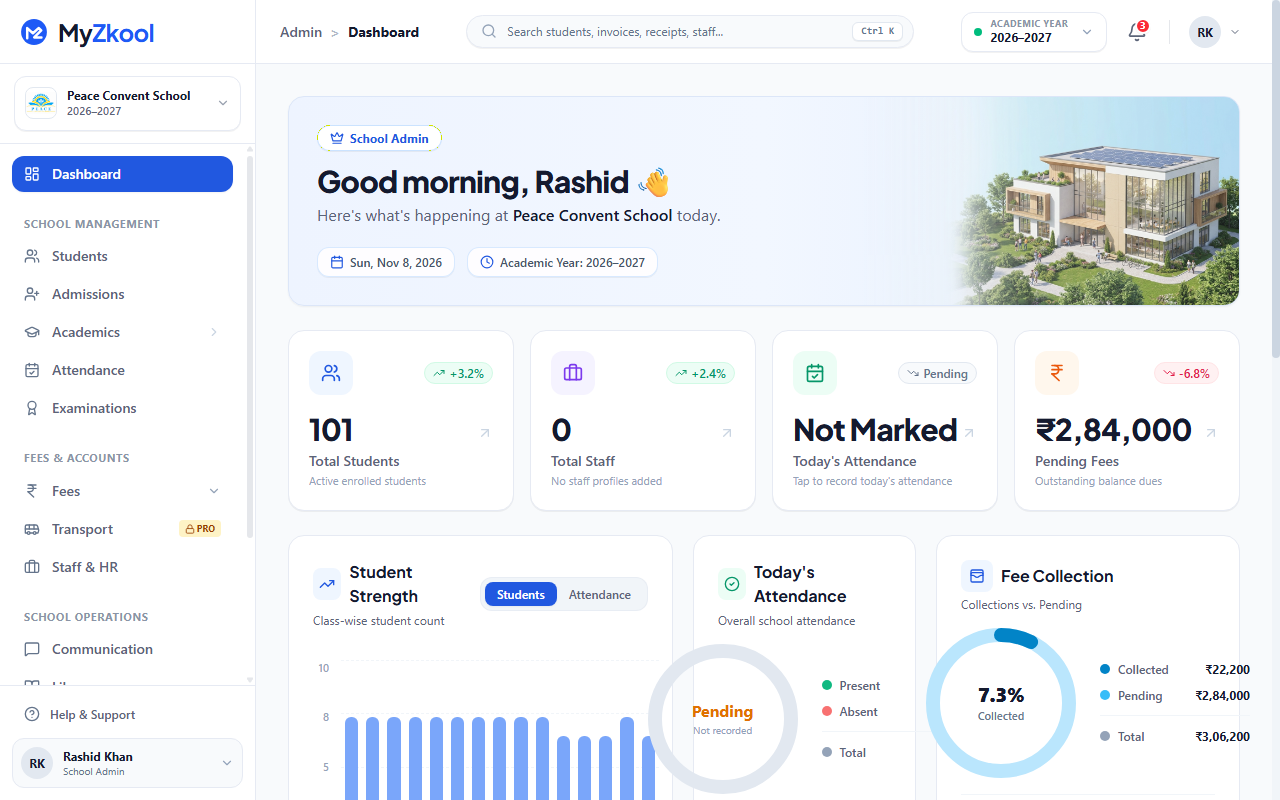 MyZkool
Admin > Dashboard
Search students, invoices, receipts, staff...
Ctrl K
ACADEMIC YEAR
2026–2027
3
RK
Peace Convent School
2026–2027
PEACE
Dashboard
SCHOOL MANAGEMENT
Students
Admissions
Academics
Attendance
Examinations
FEES & ACCOUNTS
Fees
Transport
PRO
Staff & HR
SCHOOL OPERATIONS
Communication
Help & Support
RK
Rashid Khan
School Admin
School Admin
Good morning, Rashid 👋
Here's what's happening at Peace Convent School today.
Sun, Nov 8, 2026
Academic Year: 2026–2027
+3.2%
101
Total Students
Active enrolled students
+2.4%
0
Total Staff
No staff profiles added
Pending
Not Marked
Today's Attendance
Tap to record today's attendance
-6.8%
₹2,84,000
Pending Fees
Outstanding balance dues
Student
Strength
Students
Attendance
Class-wise student count
10
8
5
Today's
Attendance
Overall school attendance
Pending
Not recorded
Present
Absent
Total
Fee Collection
Collections vs. Pending
7.3%
Collected
Collected ₹22,200
Pending ₹2,84,000
Total ₹3,06,200